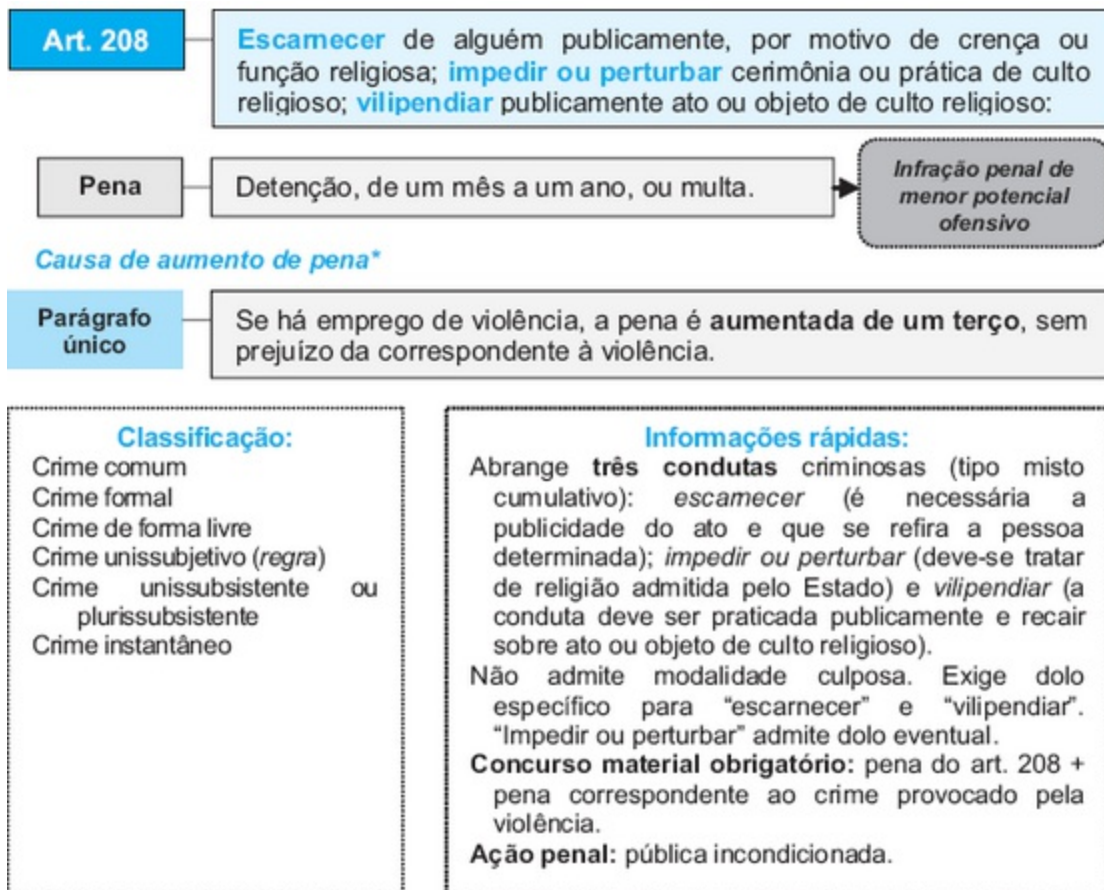 Art. 208
Escarnecer de alguém publicamente, por motivo de crença ou
função religiosa; impedir ou perturbar cerimônia ou prática de culto
religioso; vilipendiar publicamente ato ou objeto de culto religioso:
Pena
Detenção, de um mês a um ano, ou multa.
Infração penal de
menor potencial
ofensivo
Causa de aumento de pena*
Parágrafo
único
Se há emprego de violência, a pena é aumentada de um terço, sem
prejuízo da correspondente à violência.
Classificação:
Crime comum
Crime formal
Crime de forma livre
Crime unissubjetivo (regra)
Crime unissubsistente ou
plurissubsistente
Crime instantâneo
Informações rápidas:
Abrange três condutas criminosas (tipo misto
cumulativo): escarnecer (é necessária a
publicidade do ato e que se refira a pessoa
determinada); impedir ou perturbar (deve-se tratar
de religião admitida pelo Estado) e vilipendiar (a
conduta deve ser praticada publicamente e recair
sobre ato ou objeto de culto religioso).
Não admite modalidade culposa. Exige dolo
específico para “escarnecer” e “vilipendiar”.
“Impedir ou perturbar” admite dolo eventual.
Concurso material obrigatório: pena do art. 208 +
pena correspondente ao crime provocado pela
violência.
Ação penal: pública incondicionada.